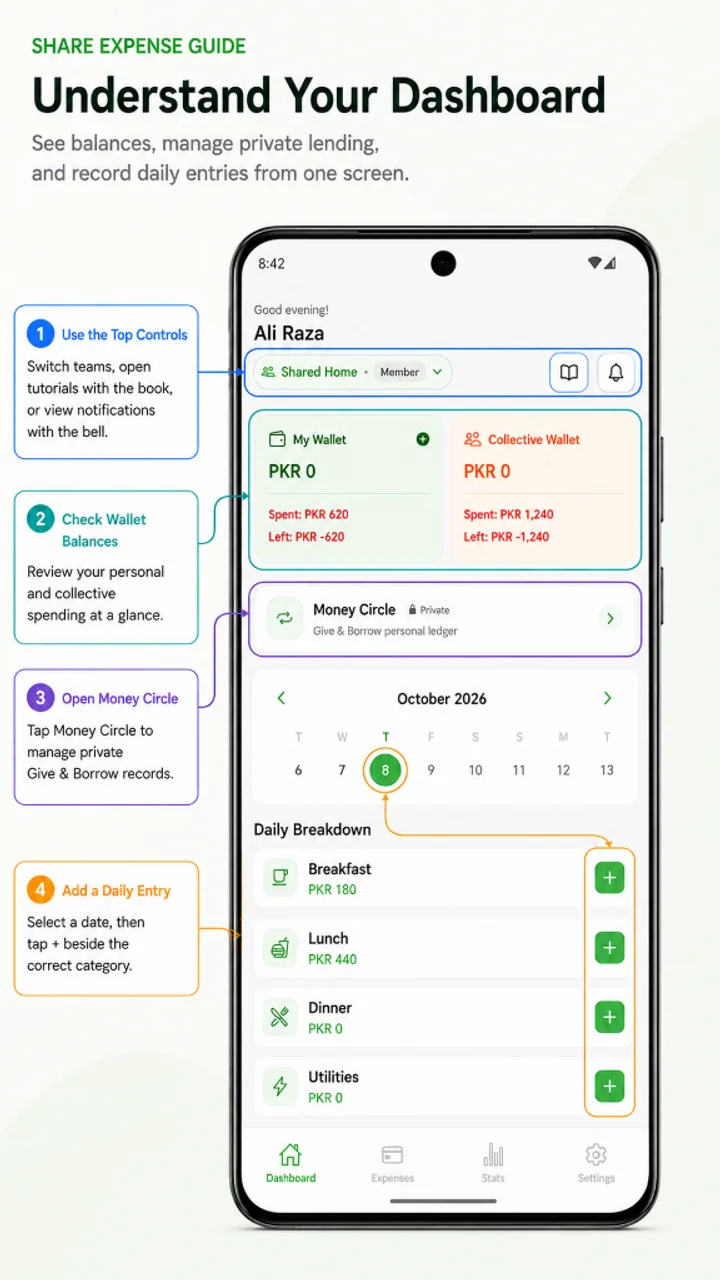 SHARE EXPENSE GUIDE
Understand Your Dashboard
See balances, manage private lending,
and record daily entries from one screen.
8:42
Good evening!
Ali Raza
Shared Home • Member
1 Use the Top Controls
Switch teams, open
tutorials with the book,
or view notifications
with the bell.
My Wallet
PKR 0
Spent: PKR 620
Left: PKR -620
Collective Wallet
PKR 0
Spent: PKR 1,240
Left: PKR -1,240
2 Check Wallet
Balances
Review your personal
and collective
spending at a glance.
Money Circle Private
Give & Borrow personal ledger
3 Open Money Circle
Tap Money Circle to
manage private
Give & Borrow records.
October 2026
T W T F S S M T
6 7 8 9 10 11 12 13
Daily Breakdown
Breakfast
PKR 180
+
4 Add a Daily Entry
Select a date, then
tap + beside the
correct category.
Lunch
PKR 440
+
Dinner
PKR 0
+
Utilities
PKR 0
+
Dashboard Expenses Stats Settings